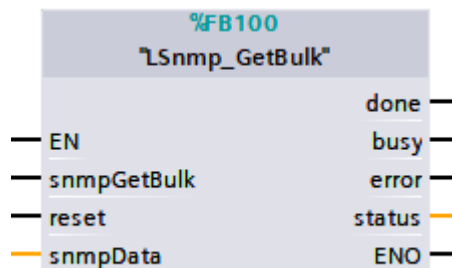 %FB100
"LSnmp_GetBulk"
done
EN busy
snmpGetBulk error
reset status
snmpData ENO